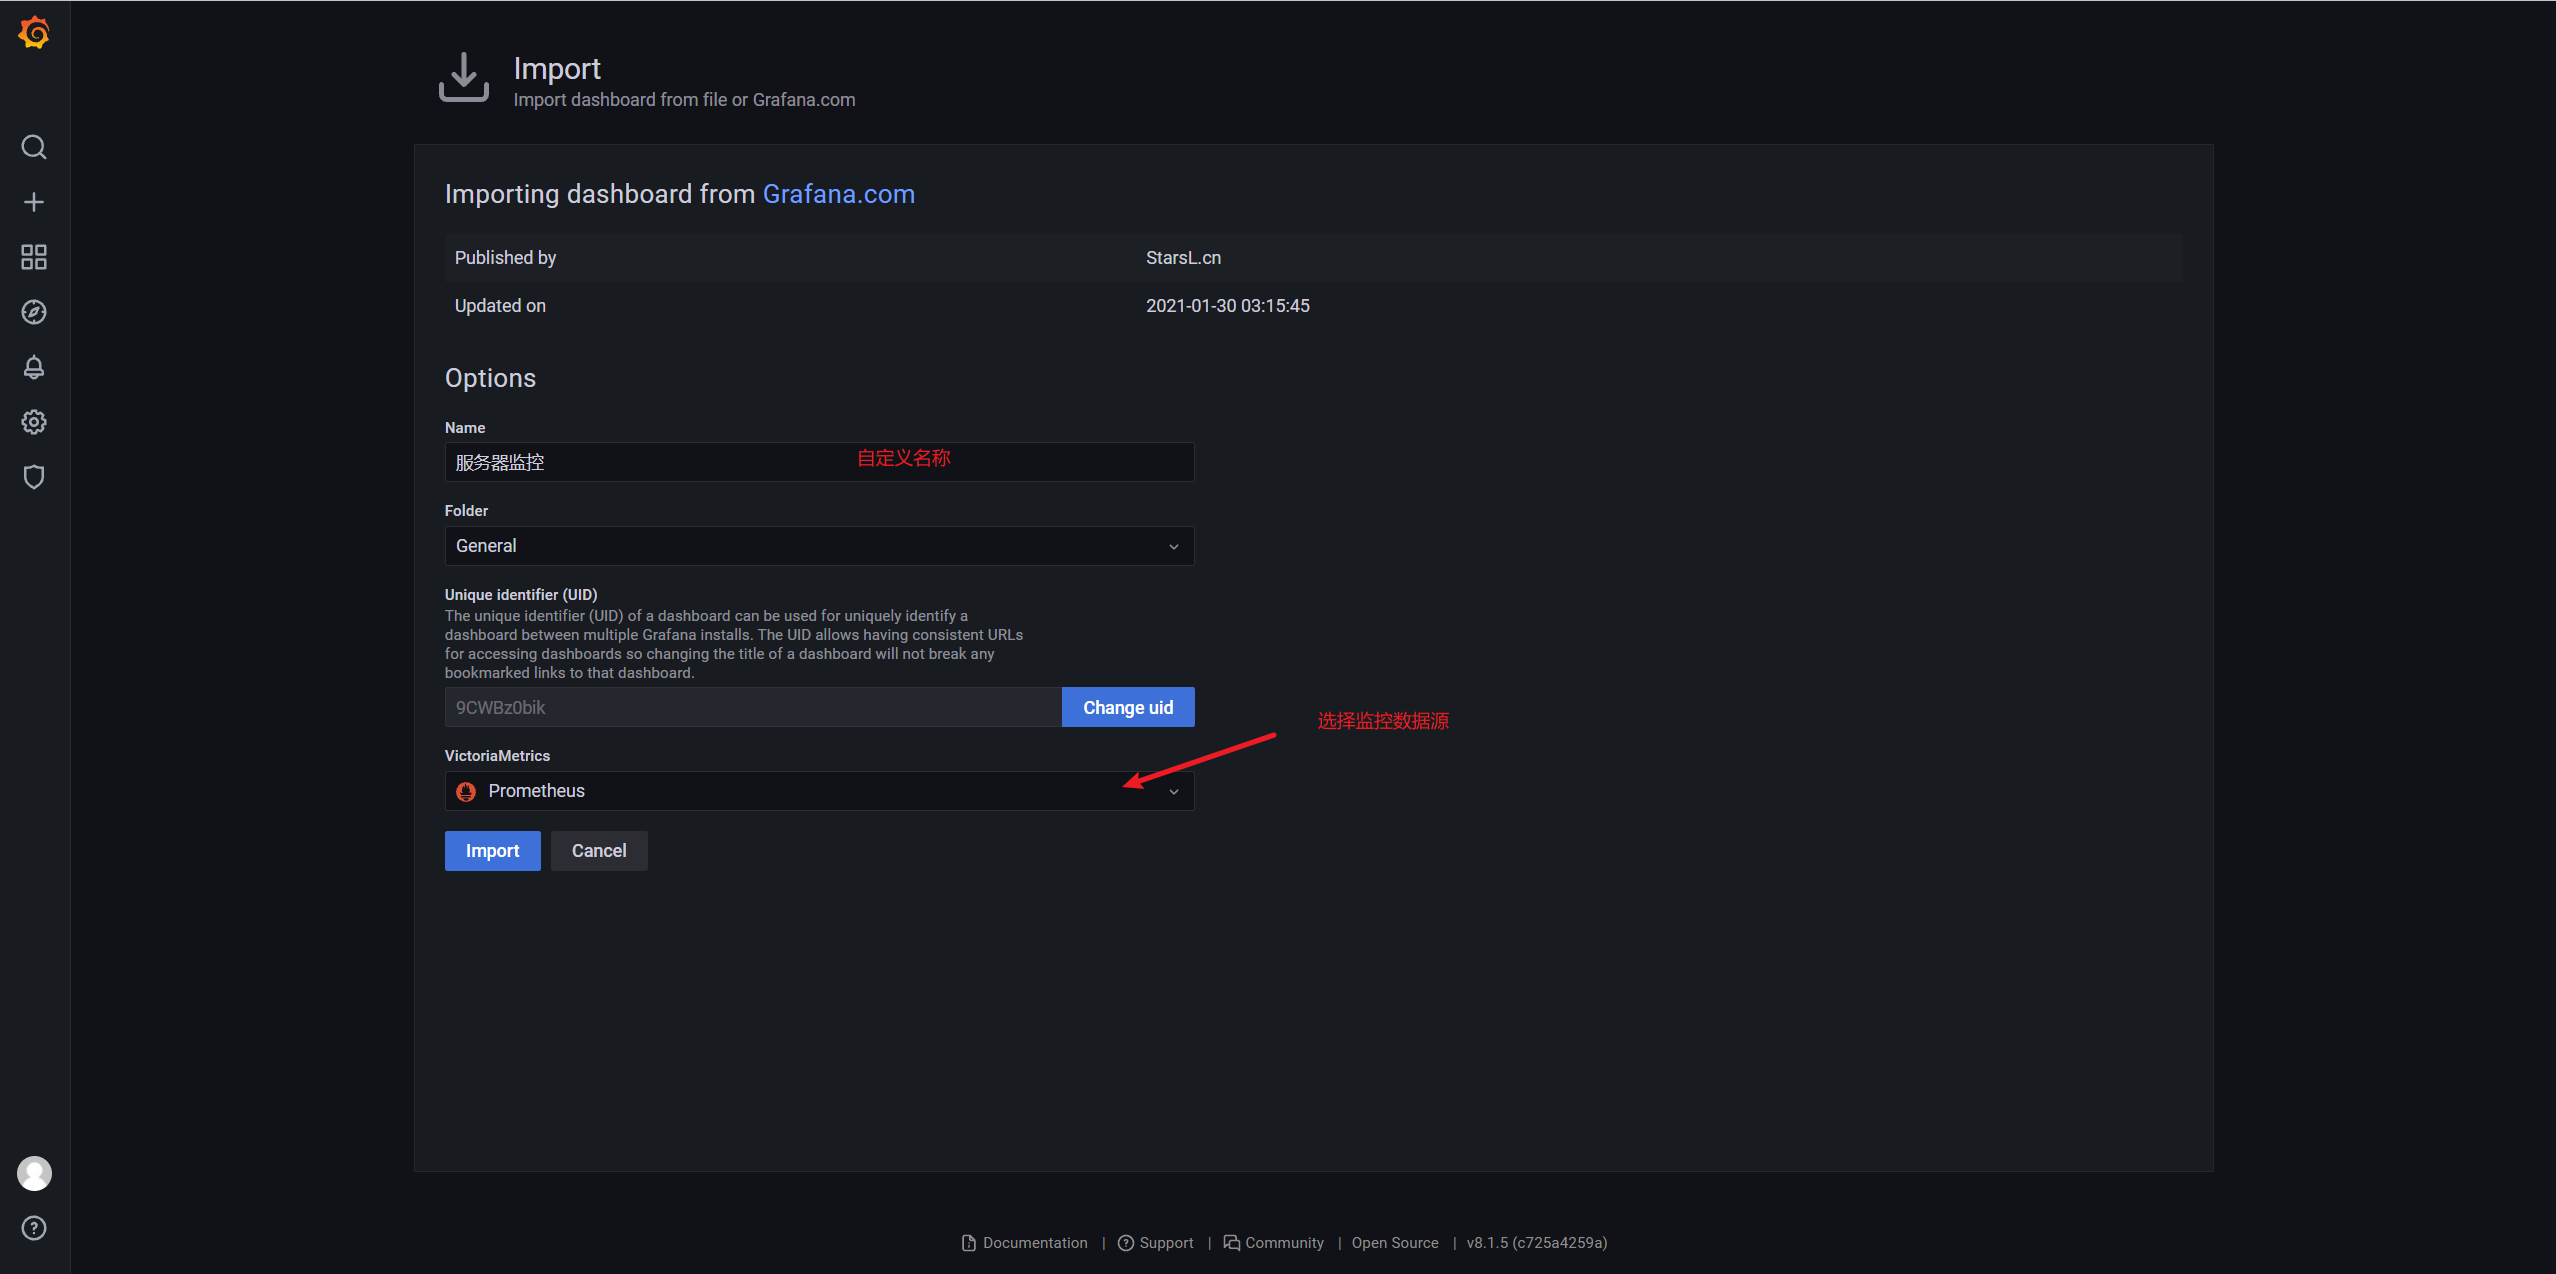 Import
Import dashboard from file or Grafana.com
Importing dashboard from Grafana.com
Published by StarsL.cn
Updated on 2021-01-30 03:15:45
Options
Name
服务器监控 自定义名称
Folder
General
Unique identifier (UID)
The unique identifier (UID) of a dashboard can be used for uniquely identify a
dashboard between multiple Grafana installs. The UID allows having consistent URLs
for accessing dashboards so changing the title of a dashboard will not break any
bookmarked links to that dashboard.
9CWBz0bik Change uid
选择监控数据源
VictoriaMetrics
Prometheus
Import Cancel
Documentation | Support | Community | Open Source | v8.1.5 (c725a4259a)